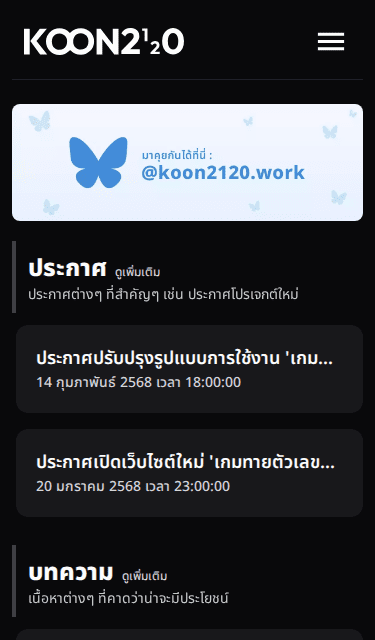 KOON2120
มาคุยกันได้ที่นี่ :
@koon2120.work
ประกาศ ดูเพิ่มเติม
ประกาศต่างๆ ที่สำคัญๆ เช่น ประกาศโปรเจกต์ใหม่
ประกาศปรับปรุงรูปแบบการใช้งาน 'เกม...
14 กุมภาพันธ์ 2568 เวลา 18:00:00
ประกาศเปิดเว็บไซต์ใหม่ 'เกมทายตัวเลข...
20 มกราคม 2568 เวลา 23:00:00
บทความ ดูเพิ่มเติม
เนื้อหาต่างๆ ที่คาดว่าน่าจะมีประโยชน์